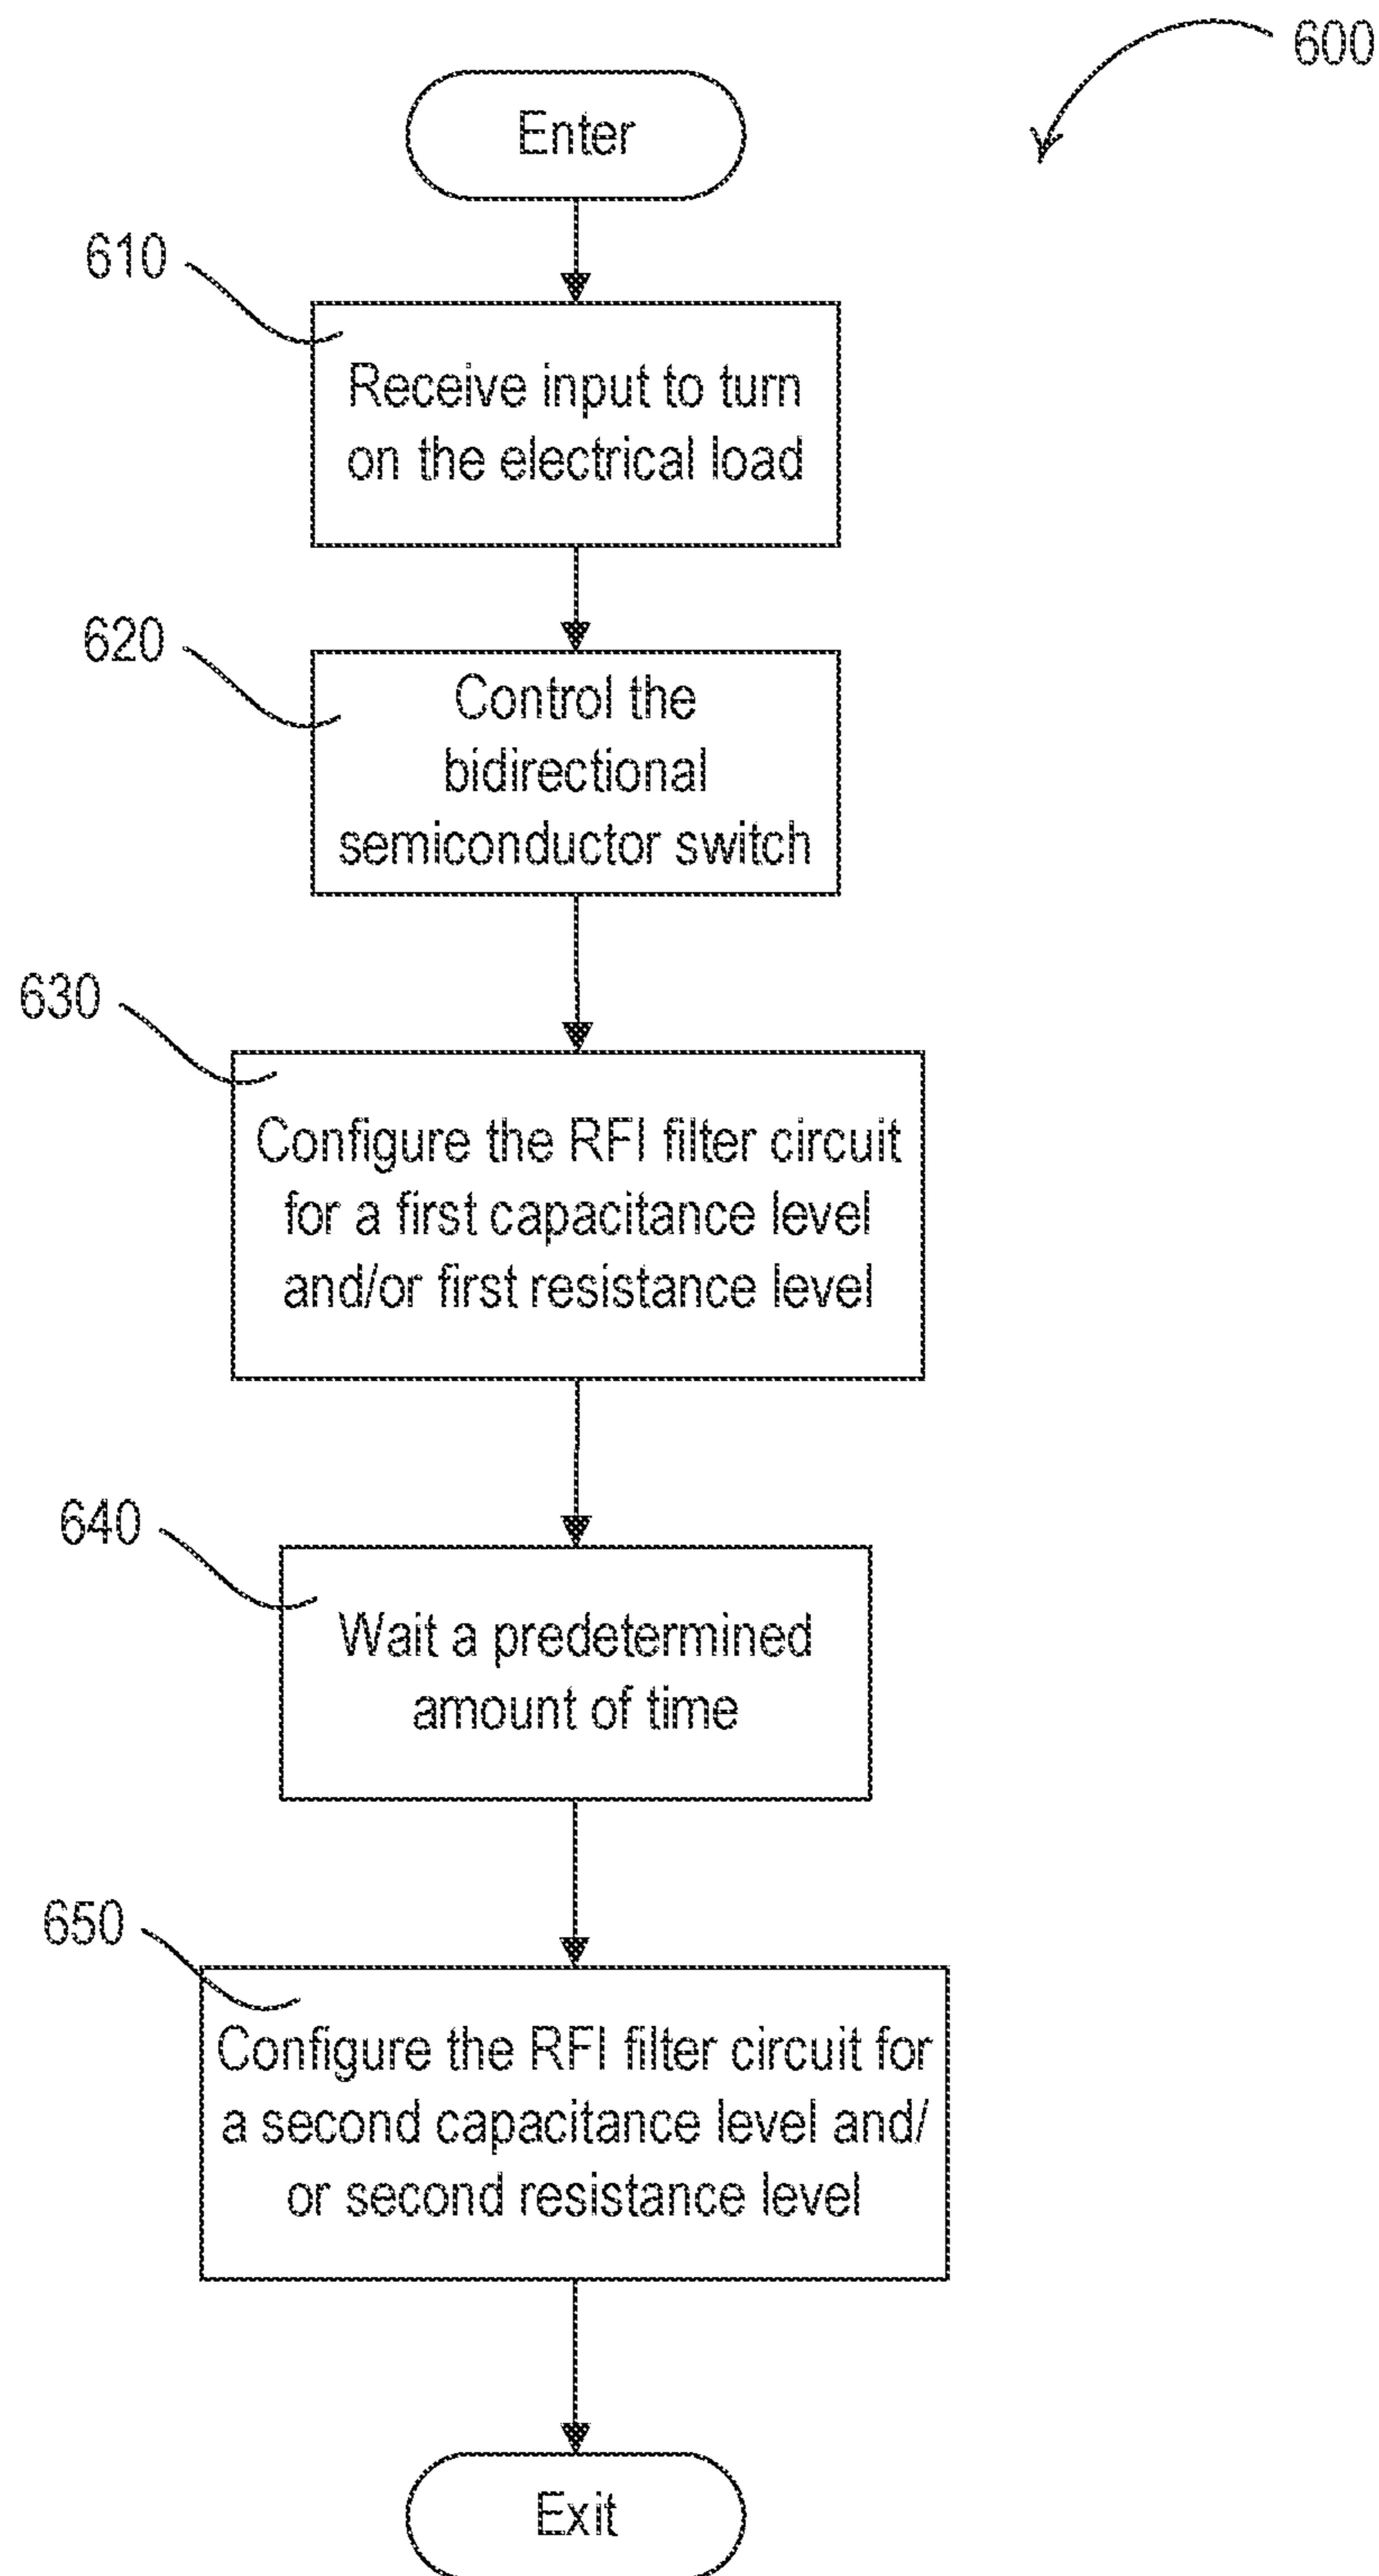 600
Enter
610
Receive input to turn
on the electrical load
620
Control the
bidirectional
semiconductor switch
630
Configure the RFI filter circuit
for a first capacitance level
and/or first resistance level
640
Wait a predetermined
amount of time
650
Configure the RFI filter circuit for
a second capacitance level and/
or second resistance level
Exit